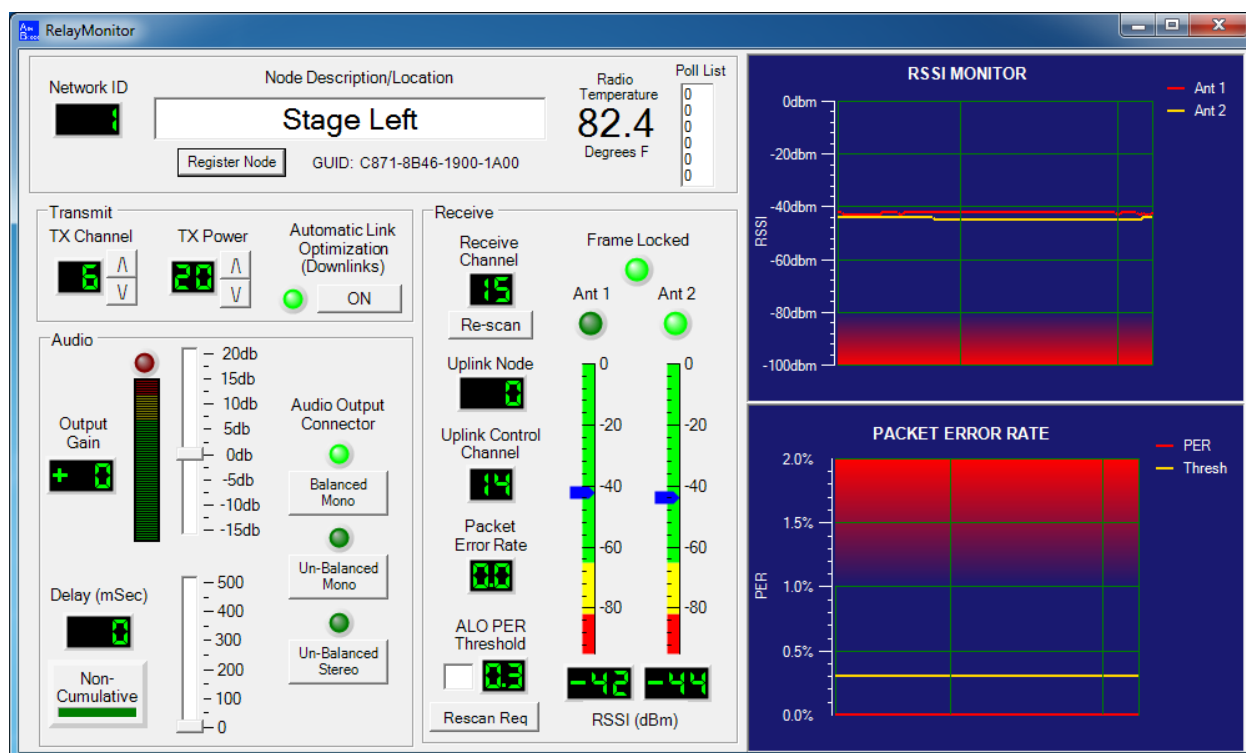 RelayMonitor
Network ID
1
Node Description/Location
Stage Left
Register Node
GUID: C871-8B46-1900-1A00
Radio
Temperature
82.4
Degrees F
Poll List
0
0
0
0
0
0
Transmit
TX Channel
6
/\
\/
TX Power
20
/\
\/
Automatic Link
Optimization
(Downlinks)
ON
Audio
Output
Gain
+ 0
20db
15db
10db
5db
0db
-5db
-10db
-15db
Audio Output
Connector
Balanced
Mono
Un-Balanced
Mono
Un-Balanced
Stereo
Delay (mSec)
0
Non-
Cumulative
500
400
300
200
100
0
Receive
Receive
Channel
15
Re-scan
Uplink Node
0
Uplink Control
Channel
14
Packet
Error Rate
0.0
ALO PER
Threshold
0.3
Rescan Req
Frame Locked
Ant 1
Ant 2
0
-20
-40
-60
-80
0
-20
-40
-60
-80
-42
-44
RSSI (dBm)
RSSI MONITOR
Ant 1
Ant 2
0dbm
-20dbm
-40dbm
-60dbm
-80dbm
-100dbm
RSSI
PACKET ERROR RATE
PER
Thresh
2.0%
1.5%
1.0%
0.5%
0.0%
PER